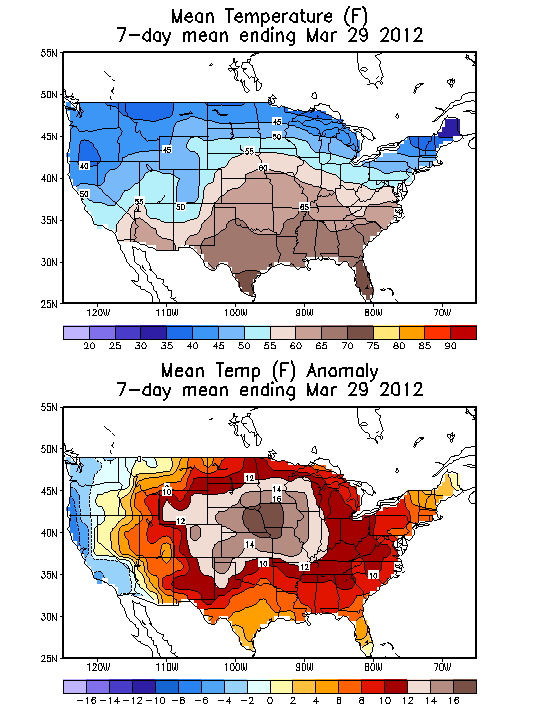 Mean Temperature (F)
7-day mean ending Mar 29 2012
55N
50N
45
45N
50
45
55
40
60
40N
50
55
50
65
35N
30N
25N
120W 110W 100W 90W 80W 70W
20 25 30 35 40 45 50 55 60 65 70 75 80 85 90
Mean Temp (F) Anomaly
7-day mean ending Mar 29 2012
55N
50N
12
45N
10
14
16
12
40N
14
10
12
10
35N
30N
25N
120W 110W 100W 90W 80W 70W
-16 -14 -12 -10 -8 -6 -4 -2 0 2 4 6 8 10 12 14 16